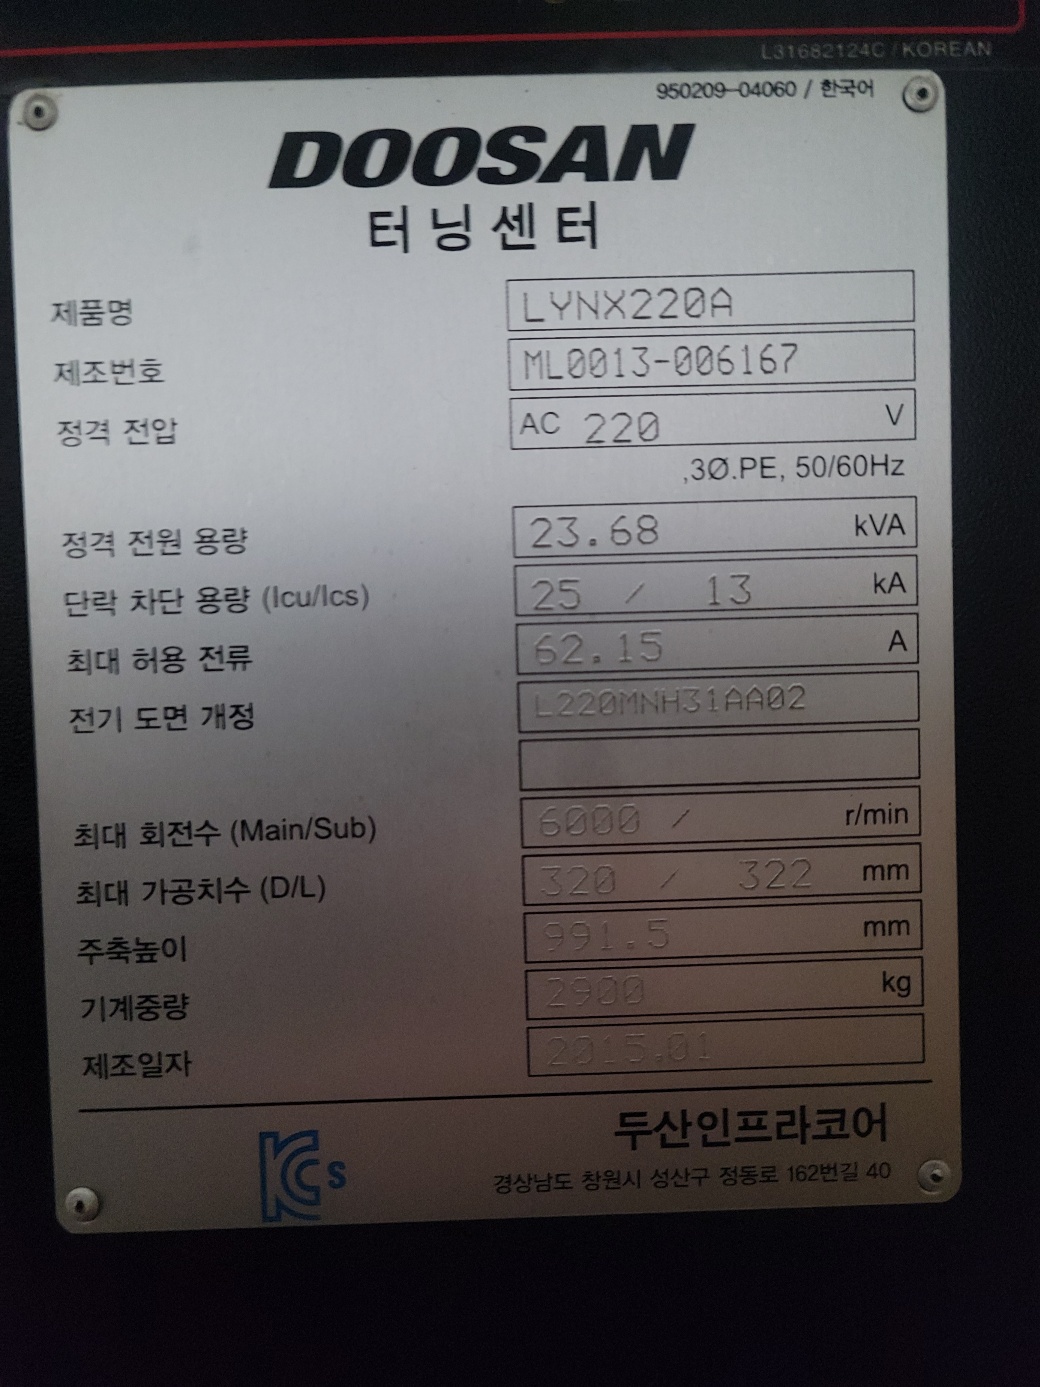 L31682124C / KOREAN
950209-04060 / 한국어
DOOSAN
터닝센터
제품명 LYNX220A
제조번호 ML0013-006167
정격 전압 AC 220 V
,3Ø.PE, 50/60Hz
정격 전원 용량 23.68 kVA
단락 차단 용량 (Icu/Ics) 25 / 13 kA
최대 허용 전류 62.15 A
전기 도면 개정 L220MNH31AA02
최대 회전수 (Main/Sub) 6000 / r/min
최대 가공치수 (D/L) 320 / 322 mm
주축높이 991.5 mm
기계중량 2900 kg
제조일자 2015.01
두산인프라코어
KCs
경상남도 창원시 성산구 정동로 162번길 40